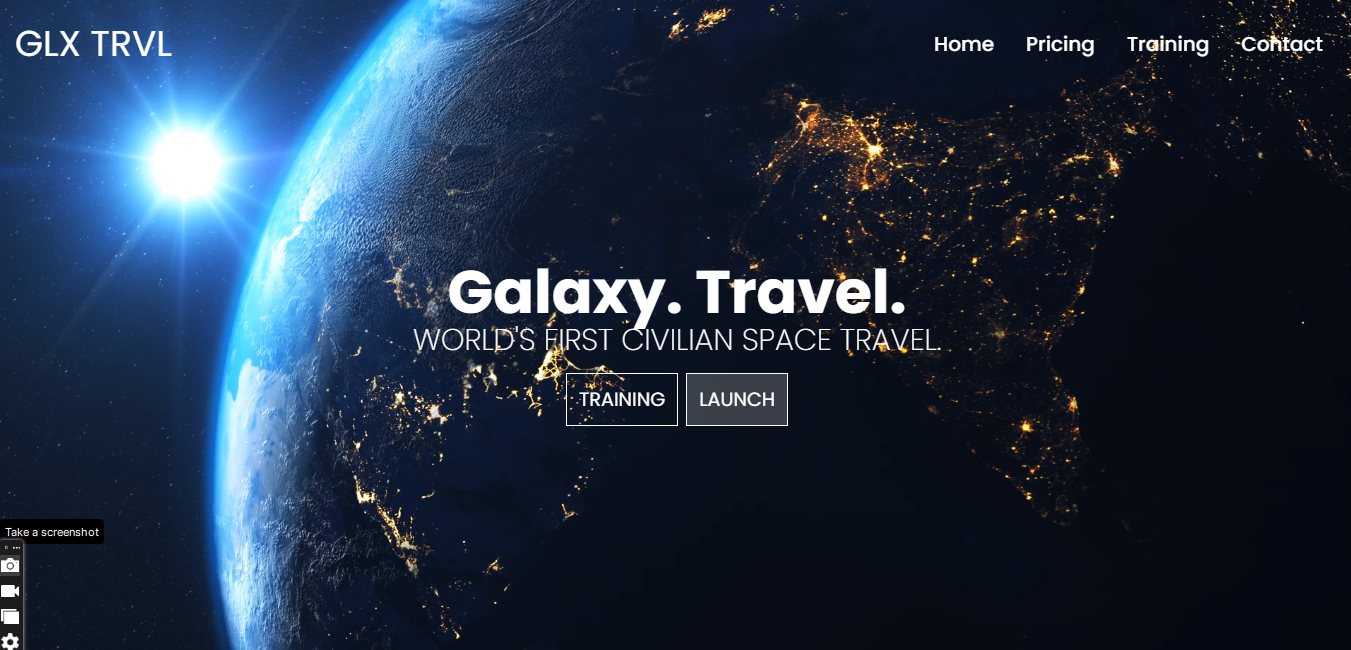 GLX TRVL
Home Pricing Training Contact
Galaxy. Travel.
WORLD'S FIRST CIVILIAN SPACE TRAVEL.
TRAINING LAUNCH
Take a screenshot